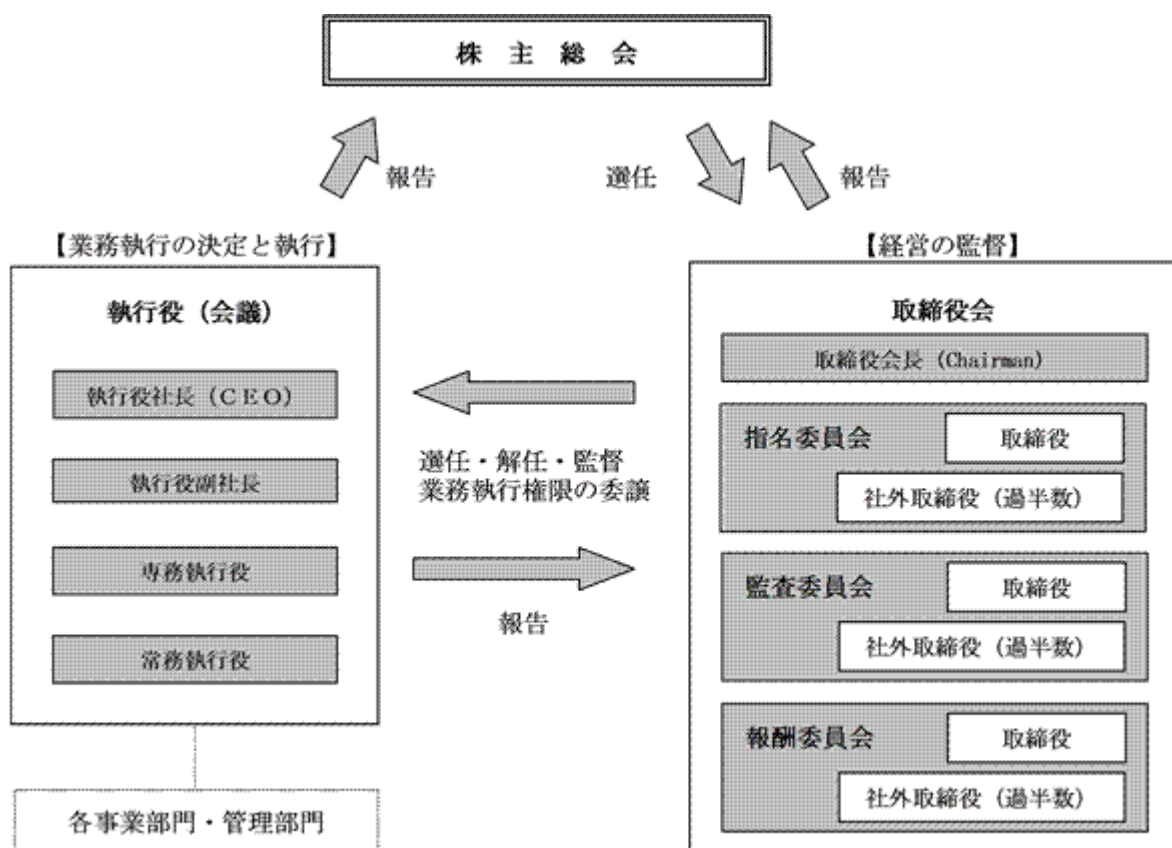 株主総会
報告
選任
報告
【業務執行の決定と執行】
執行役（会議）
執行役社長（ＣＥＯ）
執行役副社長
専務執行役
常務執行役
各事業部門・管理部門
選任・解任・監督
業務執行権限の委譲
報告
【経営の監督】
取締役会
取締役会長（Chairman）
指名委員会
取締役
社外取締役（過半数）
監査委員会
取締役
社外取締役（過半数）
報酬委員会
取締役
社外取締役（過半数）